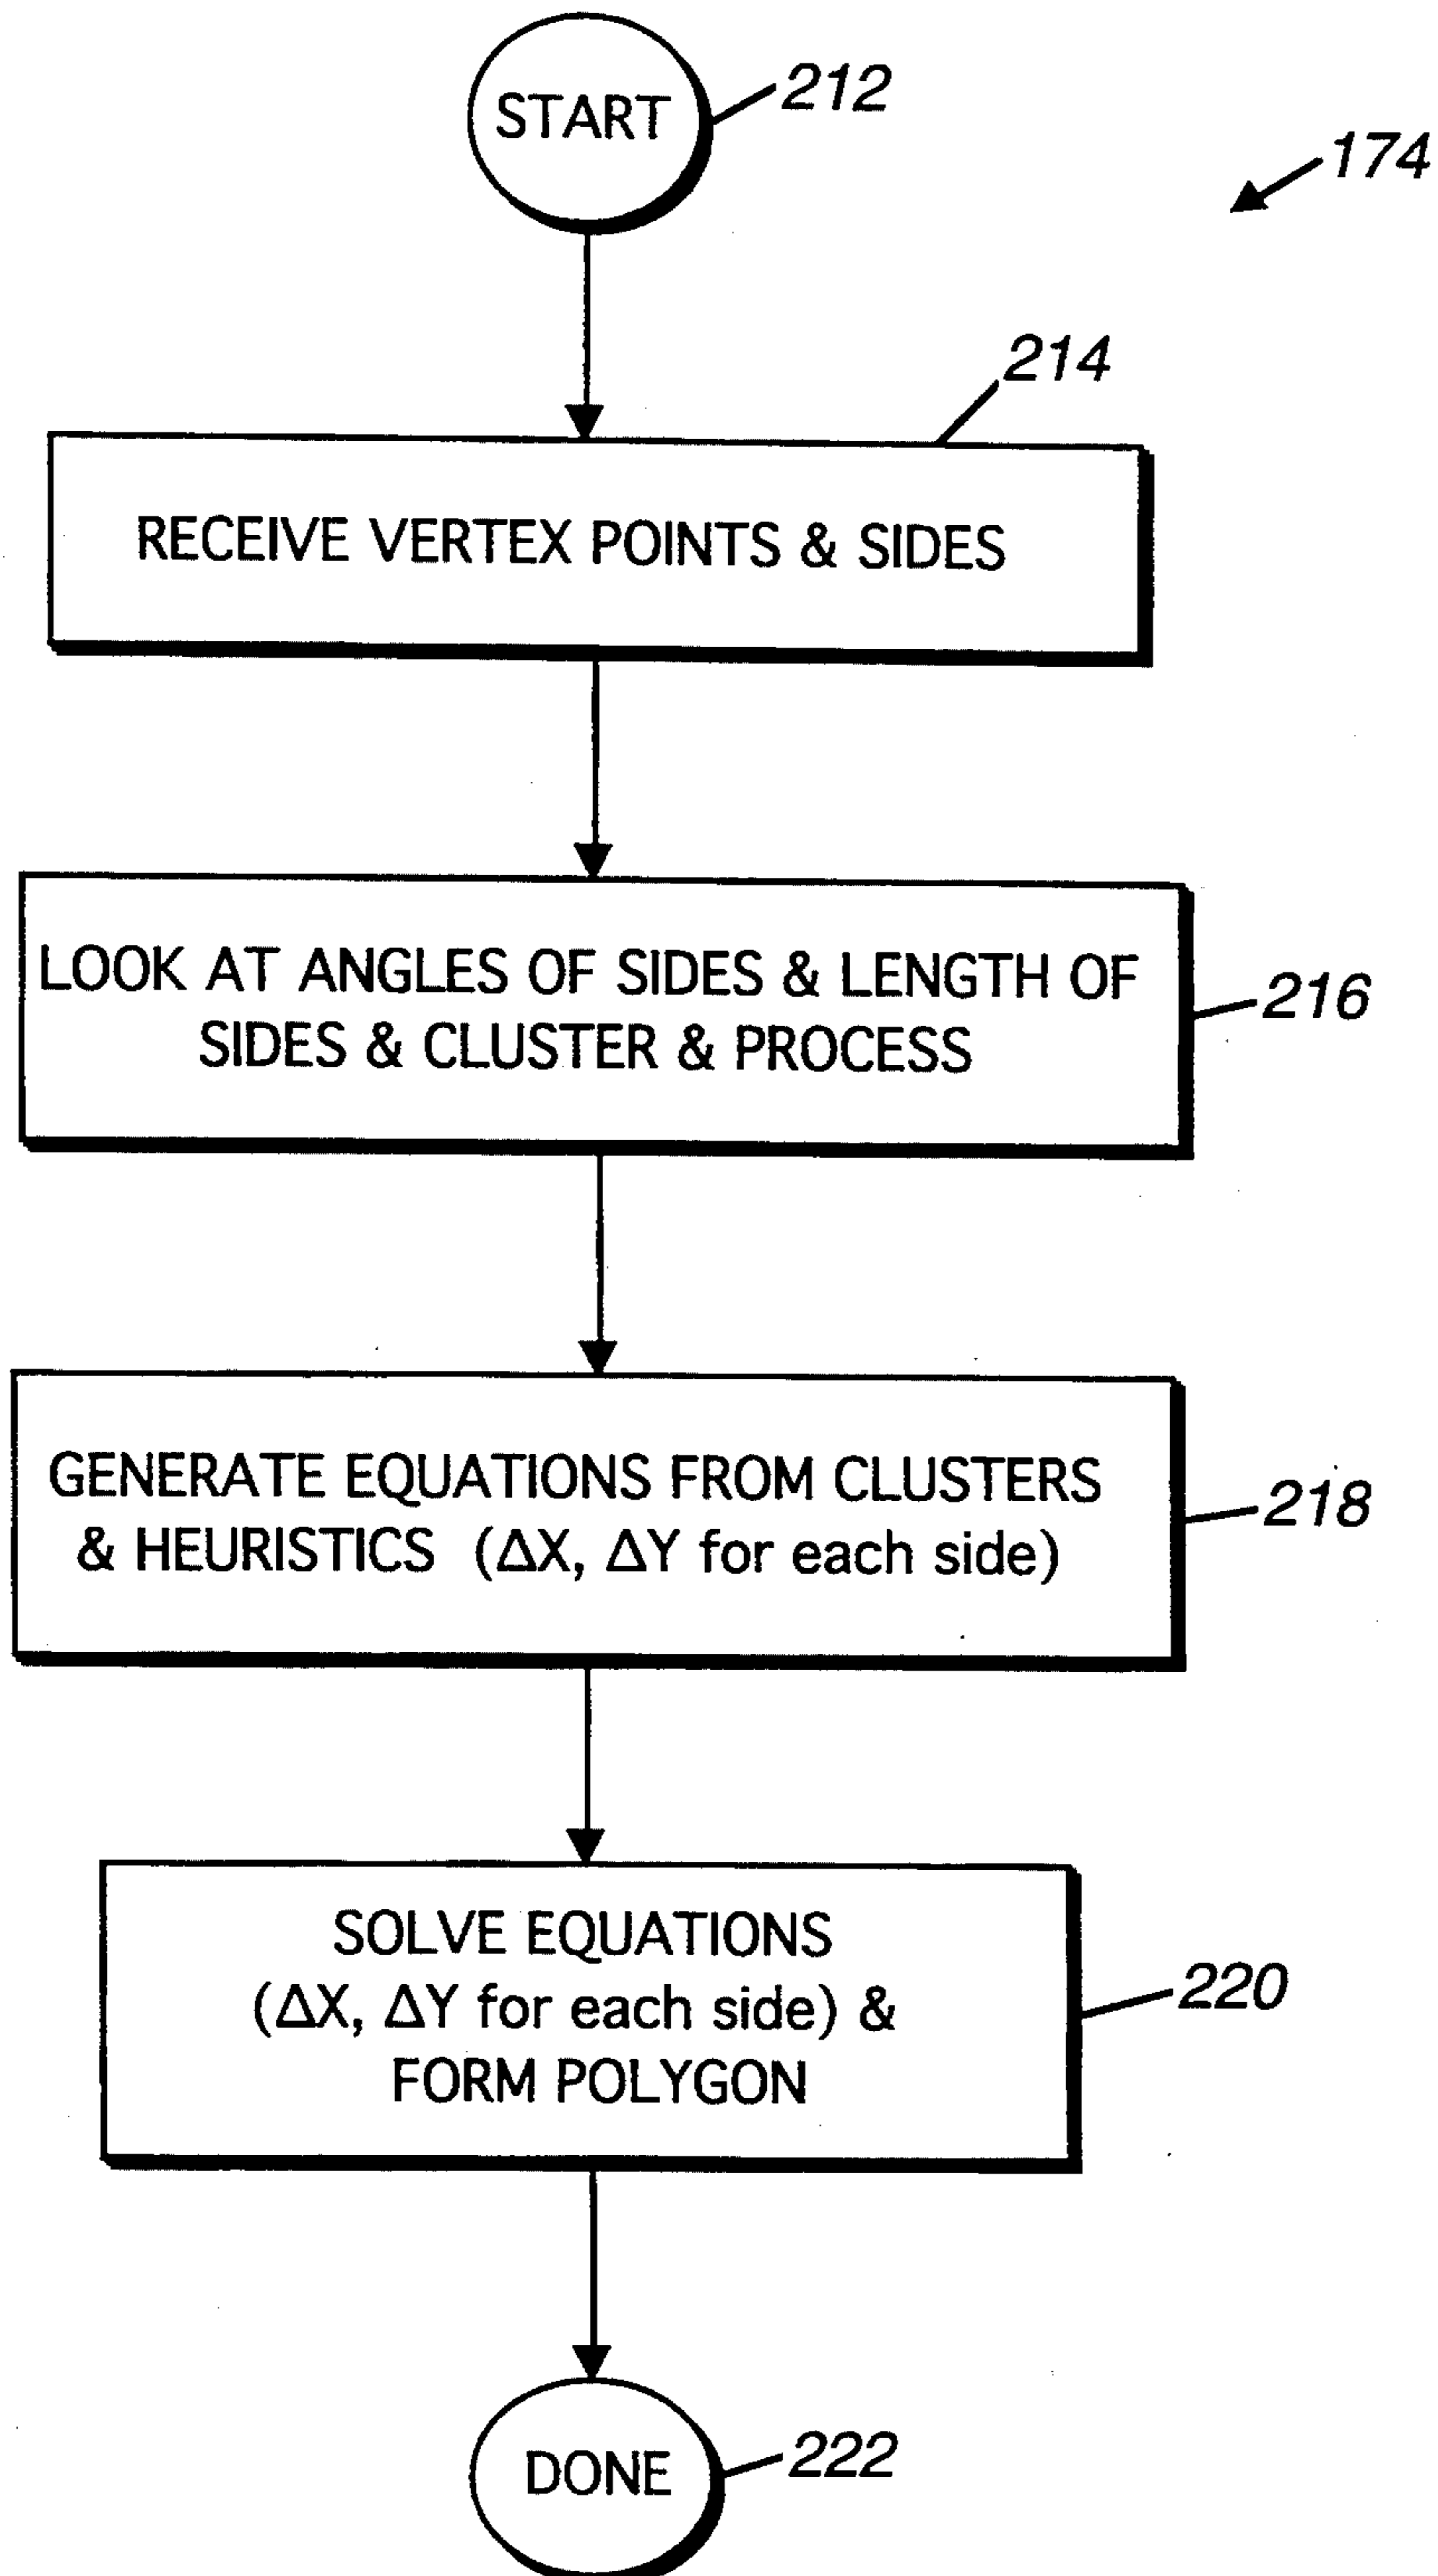 START
212
174
214
RECEIVE VERTEX POINTS & SIDES
LOOK AT ANGLES OF SIDES & LENGTH OF
SIDES & CLUSTER & PROCESS
216
GENERATE EQUATIONS FROM CLUSTERS
& HEURISTICS (ΔX, ΔY for each side)
218
SOLVE EQUATIONS
(ΔX, ΔY for each side) &
FORM POLYGON
220
DONE
222